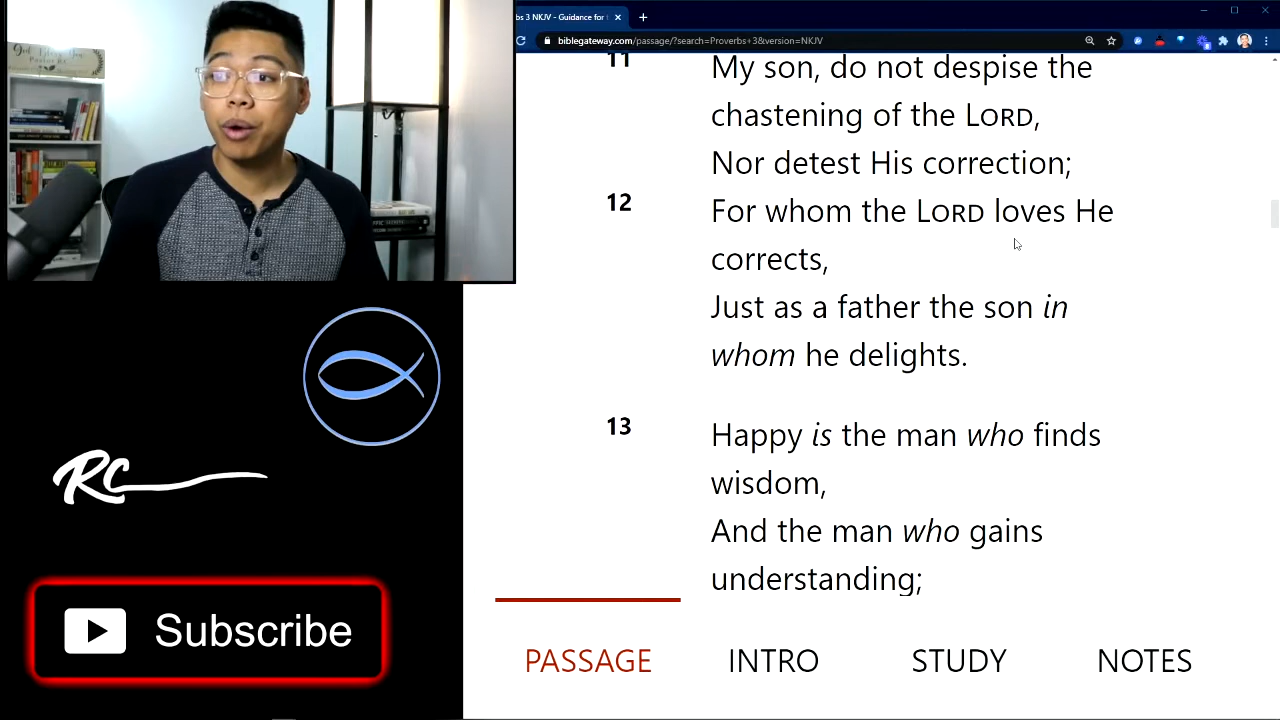 bs 3 NKJV - Guidance for
biblegateway.com/passage/?search=Proverbs+3&version=NKJV
11
My son, do not despise the
chastening of the LORD,
Nor detest His correction;
12
For whom the LORD loves He
corrects,
Just as a father the son in
whom he delights.
13
Happy is the man who finds
wisdom,
And the man who gains
understanding;
RC
Subscribe
PASSAGE INTRO STUDY NOTES